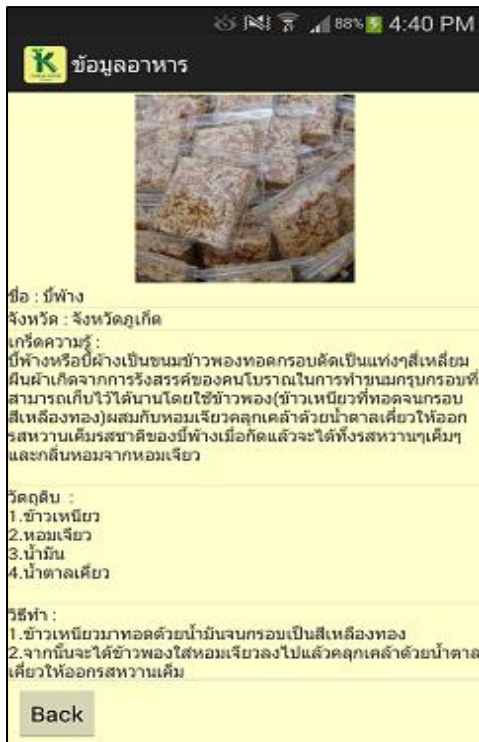 88% 4:40 PM
ข้อมูลอาหาร
ชื่อ : บี้พ้าง
จังหวัด : จังหวัดภูเก็ต
เกร็ดความรู้ :
บี้พ้างหรือบี้ผ้างเป็นขนมข้าวพองทอดกรอบตัดเป็นแท่งๆสี่เหลี่ยม
ผืนผ้าเกิดจากการรังสรรค์ของคนโบราณในการทำขนมกรุบกรอบที่
สามารถเก็บไว้ได้นานโดยใช้ข้าวพอง(ข้าวเหนียวที่ทอดจนกรอบ
สีเหลืองทอง)ผสมกับหอมเจียวคลุกเคล้าด้วยน้ำตาลเคี่ยวให้ออก
รสหวานเค็มรสชาติของบี้พ้างเมื่อกัดแล้วจะได้ทั้งรสหวานๆเค็มๆ
และกลิ่นหอมจากหอมเจียว
วัตถุดิบ :
1.ข้าวเหนียว
2.หอมเจียว
3.น้ำมัน
4.น้ำตาลเคี่ยว
วิธีทำ :
1.ข้าวเหนียวมาทอดด้วยน้ำมันจนกรอบเป็นสีเหลืองทอง
2.จากนั้นจะได้ข้าวพองใส่หอมเจียวลงไปแล้วคลุกเคล้าด้วยน้ำตาล
เคี่ยวให้ออกรสหวานเค็ม
Back